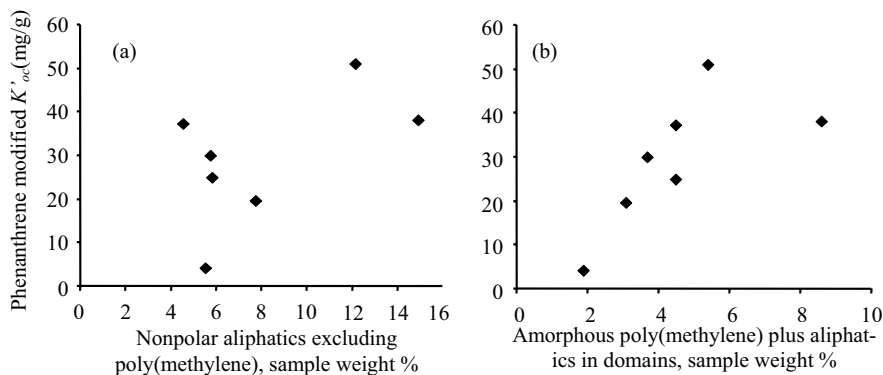 Phenanthrene modified K'oc(mg/g)
60
50
40
30
20
10
0
(a)
0 2 4 6 8 10 12 14 16
Nonpolar aliphatics excluding
poly(methylene), sample weight %
60
50
40
30
20
10
0
(b)
0 2 4 6 8 10
Amorphous poly(methylene) plus aliphat-
ics in domains, sample weight %